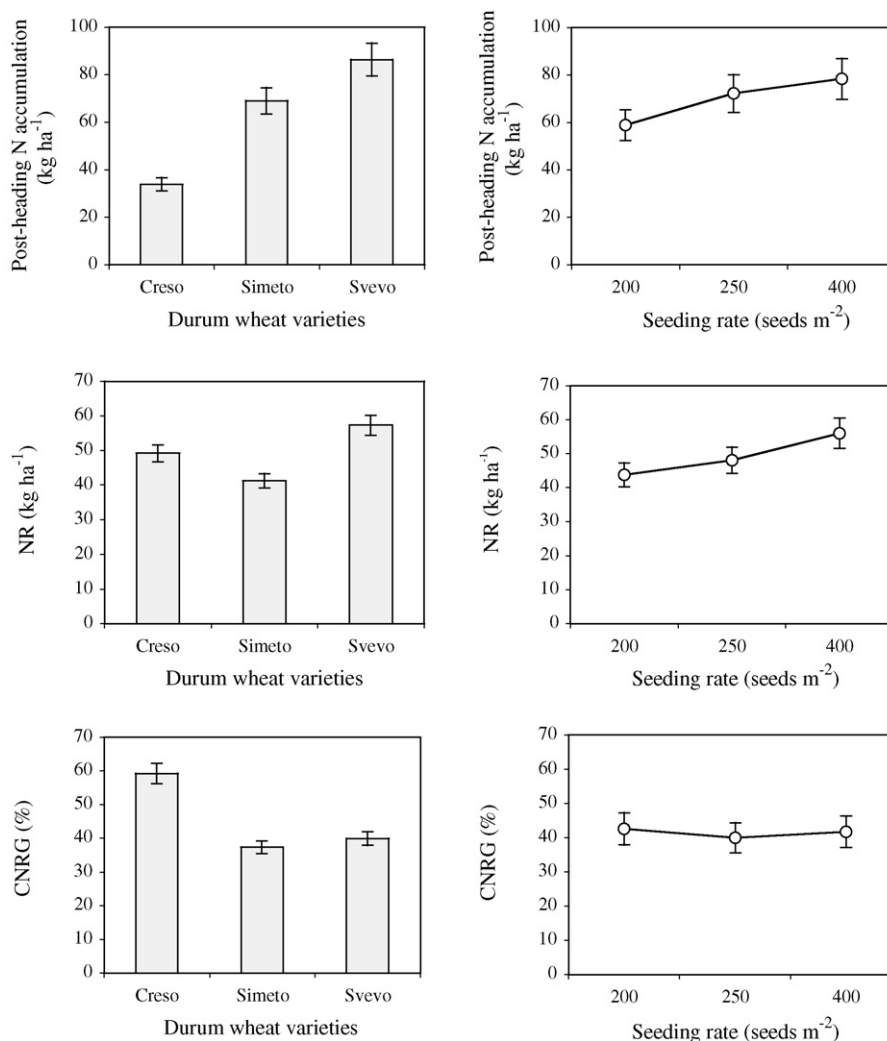 Post-heading N accumulation
(kg ha⁻¹)
100
80
60
40
20
0
Creso Simeto Svevo
Durum wheat varieties
Post-heading N accumulation
(kg ha⁻¹)
100
80
60
40
20
0
200 250 400
Seeding rate (seeds m⁻²)
NR (kg ha⁻¹)
70
60
50
40
30
20
10
0
Creso Simeto Svevo
Durum wheat varieties
NR (kg ha⁻¹)
70
60
50
40
30
20
10
0
200 250 400
Seeding rate (seeds m⁻²)
CNRG (%)
70
60
50
40
30
20
10
0
Creso Simeto Svevo
Durum wheat varieties
CNRG (%)
70
60
50
40
30
20
10
0
200 250 400
Seeding rate (seeds m⁻²)